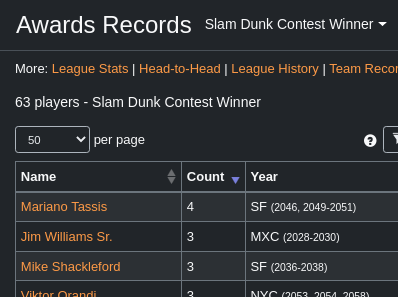 Awards Records Slam Dunk Contest Winner
More: League Stats | Head-to-Head | League History | Team
63 players - Slam Dunk Contest Winner
50 per page
Name Count Year
Mariano Tassis 4 SF (2046, 2049-2051)
Jim Williams Sr. 3 MXC (2028-2030)
Mike Shackleford 3 SF (2036-2038)
Viktor Orandi 3 NYC (2053, 2054, 2058)